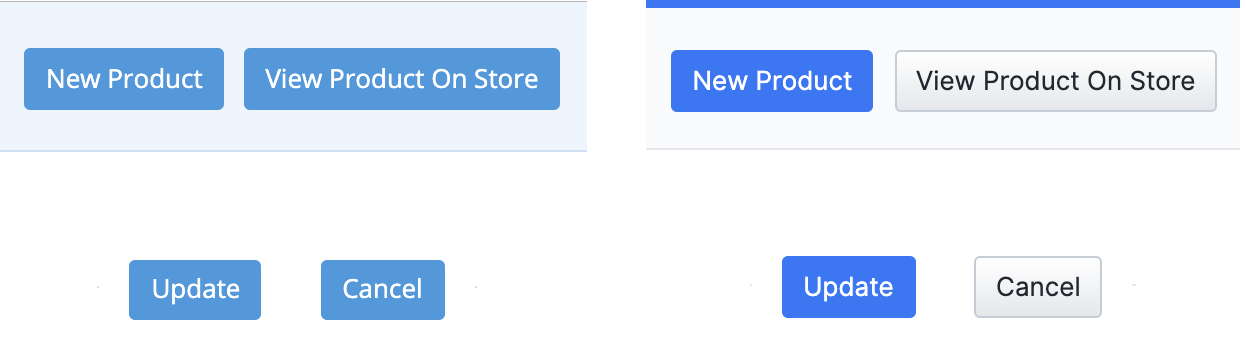 New Product View Product On Store New Product View Product On Store
Update Cancel Update Cancel